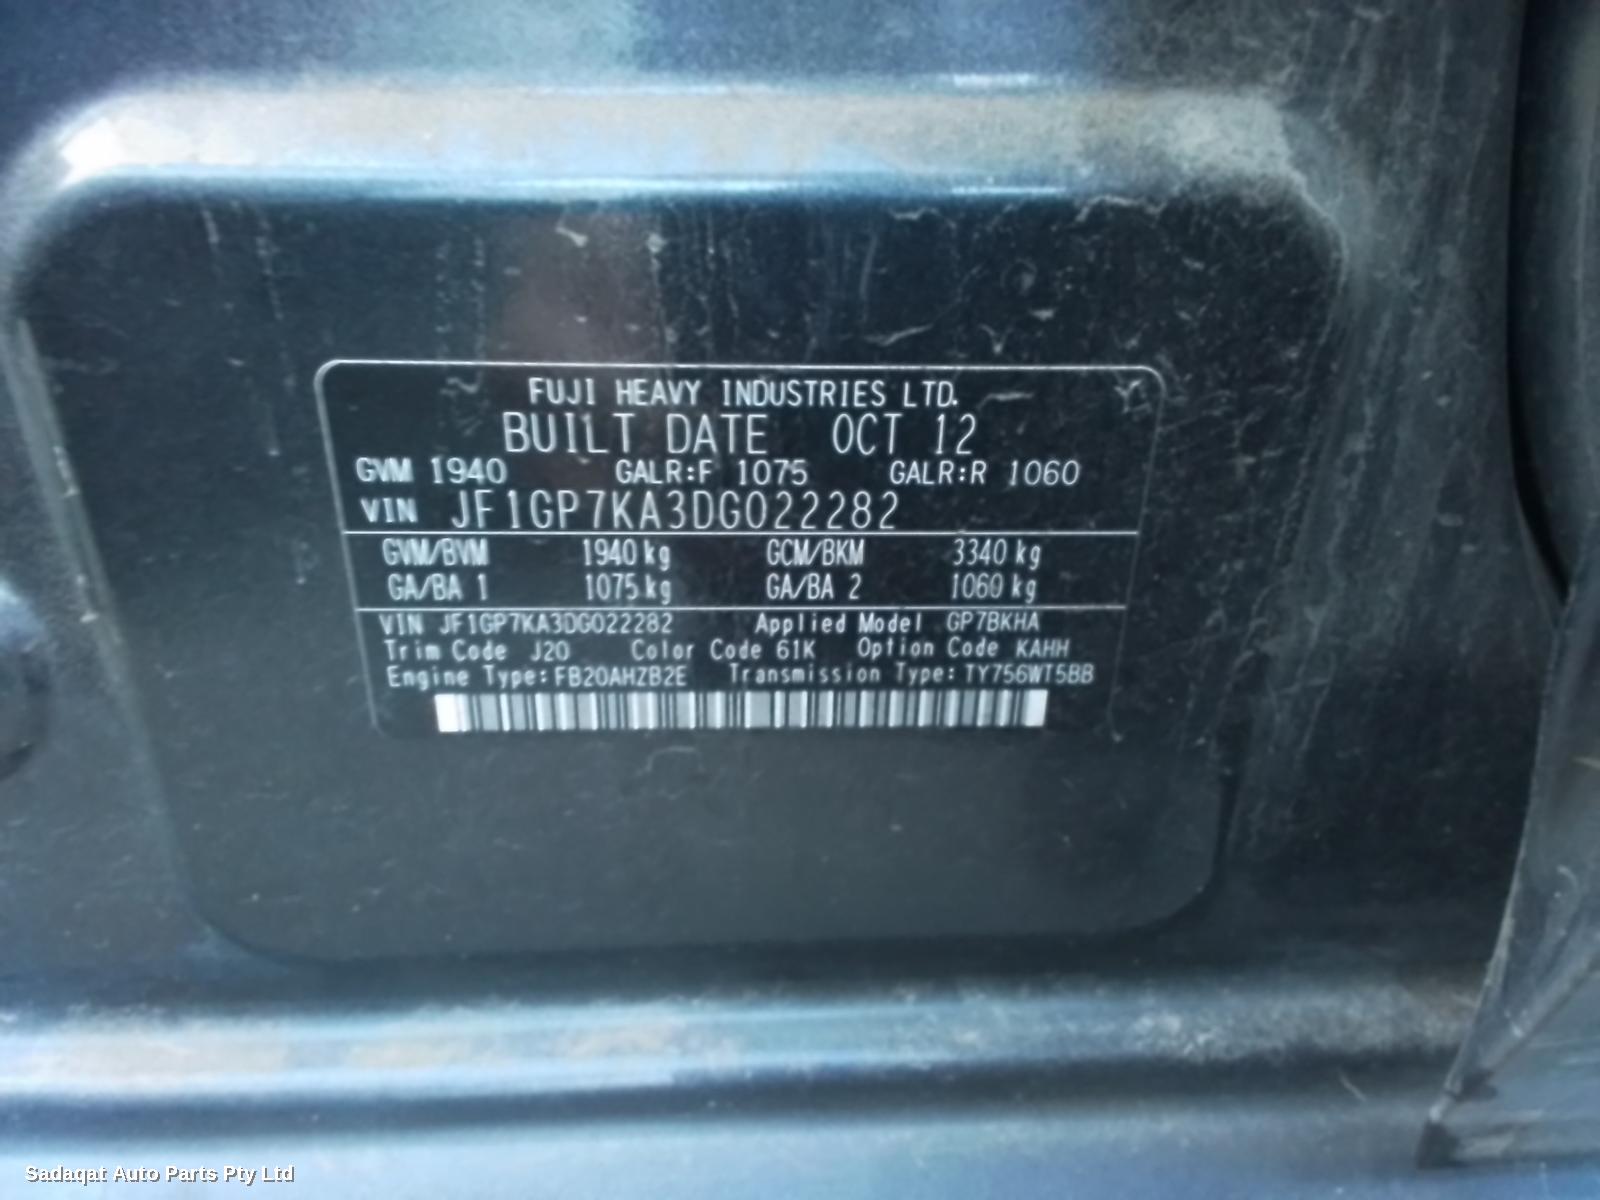 FUJI HEAVY INDUSTRIES LTD.
BUILT DATE OCT 12
GVM 1940 GALR:F 1075 GALR:R 1060
VIN JF1GP7KA3DG022282
GVM/BVM 1940 kg GCM/BKM 3340 kg
GA/BA 1 1075 kg GA/BA 2 1060 kg
VIN JF1GP7KA3DG022282 Applied Model GP7BKHA
Trim Code J20 Color Code 61K Option Code KAHH
Engine Type: FB20AHZB2E Transmission Type: TY756WT5BB
Sadaqat Auto Parts Pty Ltd